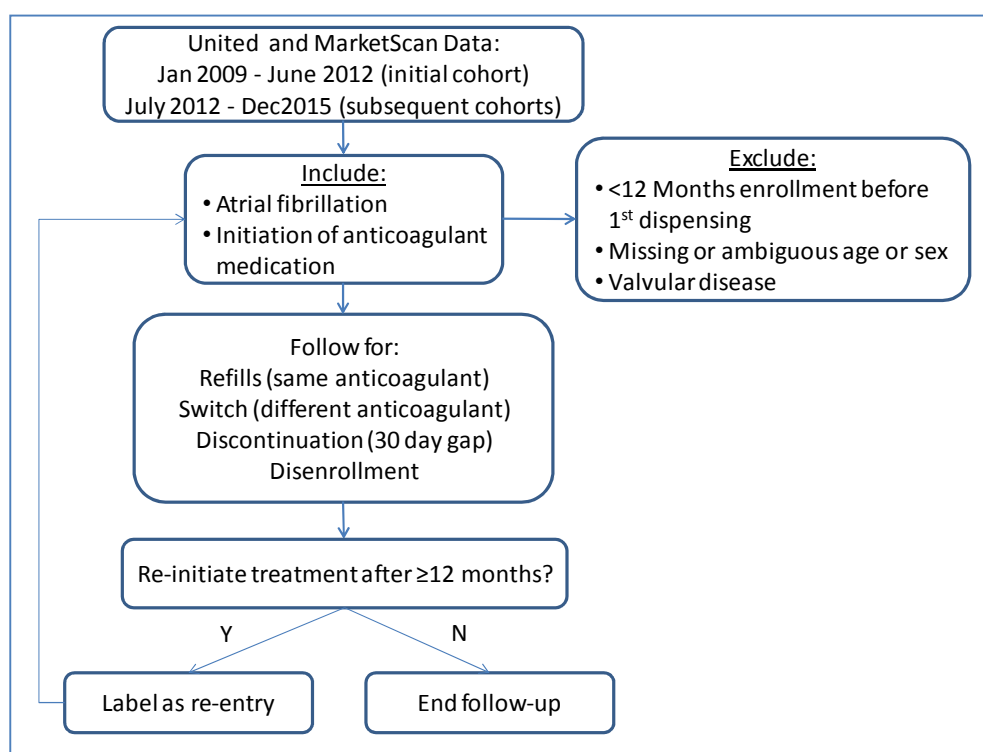 United and MarketScan Data:
Jan 2009 - June 2012 (initial cohort)
July 2012 - Dec2015 (subsequent cohorts)
Include:
• Atrial fibrillation
• Initiation of anticoagulant
medication
Exclude:
• <12 Months enrollment before
1st dispensing
• Missing or ambiguous age or sex
• Valvular disease
Follow for:
Refills (same anticoagulant)
Switch (different anticoagulant)
Discontinuation (30 day gap)
Disenrollment
Re-initiate treatment after ≥12 months?
Y
N
Label as re-entry
End follow-up